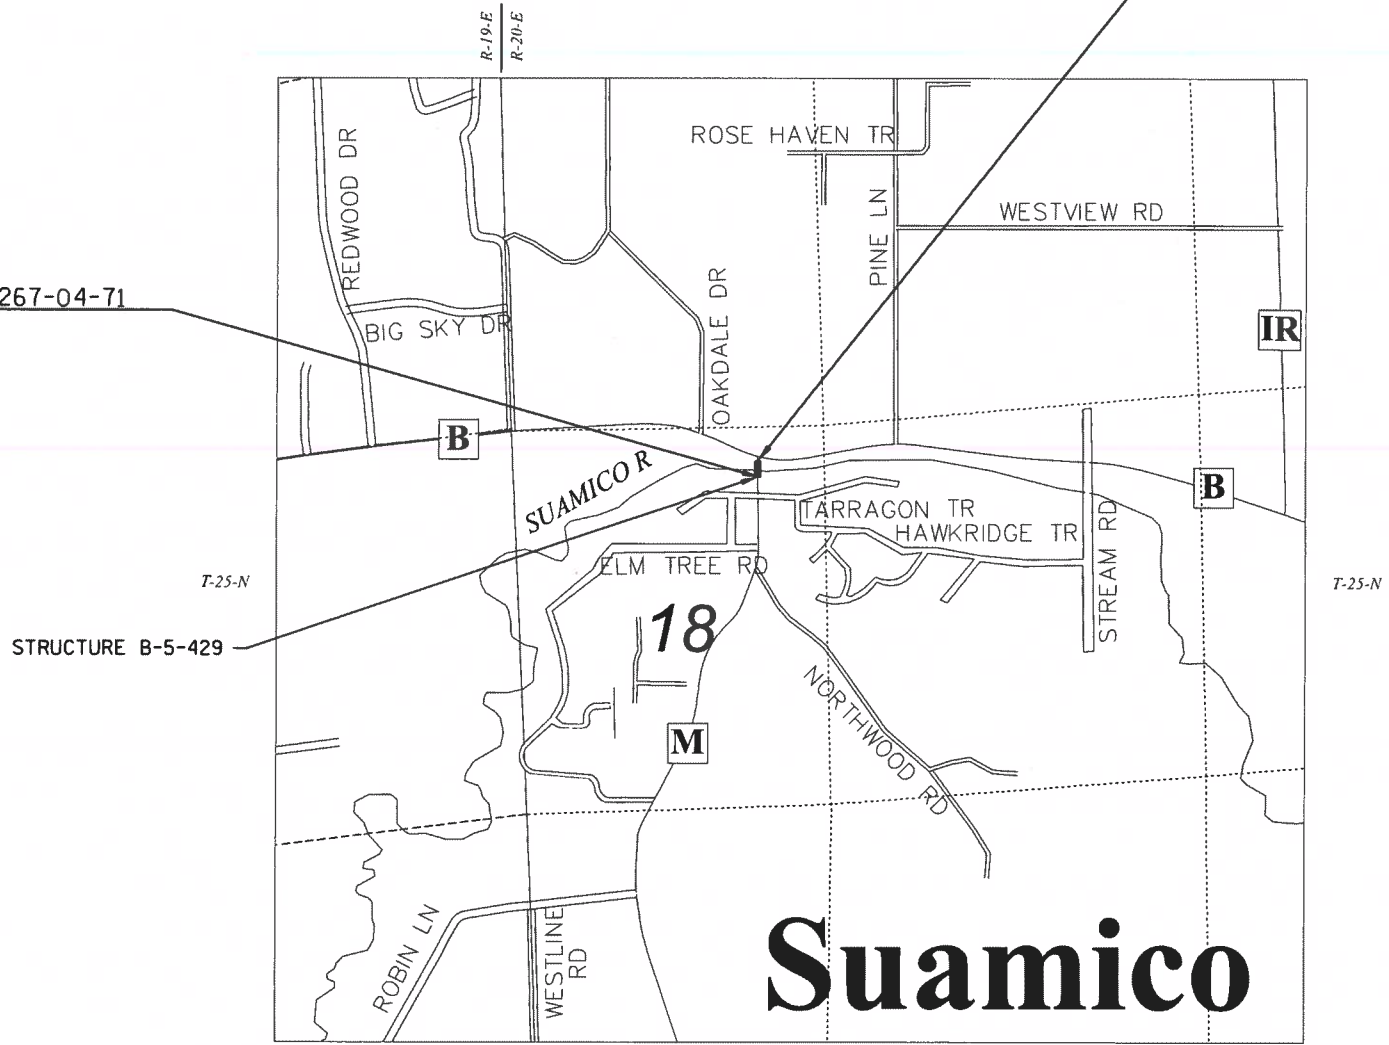 R-19-E
R-20-E
ROSE HAVEN TR
REDWOOD DR
PINE LN
WESTVIEW RD
267-04-71
BIG SKY DR
OAKDALE DR
IR
B
SUAMICO R
B
TARRAGON TR
HAWKRIDGE TR
STREAM RD
ELM TREE RD
T-25-N
T-25-N
18
STRUCTURE B-5-429
NORTHWOOD RD
M
ROBIN LN
WESTLINE
RD
Suamico